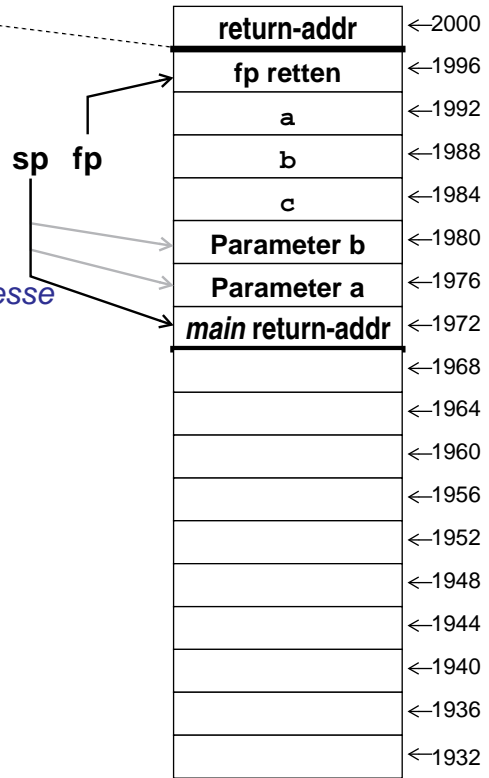 return-addr ←2000
fp retten ←1996
a ←1992
b ←1988
sp fp
c ←1984
Parameter b ←1980
Parameter a ←1976
esse
main return-addr ←1972
←1968
←1964
←1960
←1956
←1952
←1948
←1944
←1940
←1936
←1932